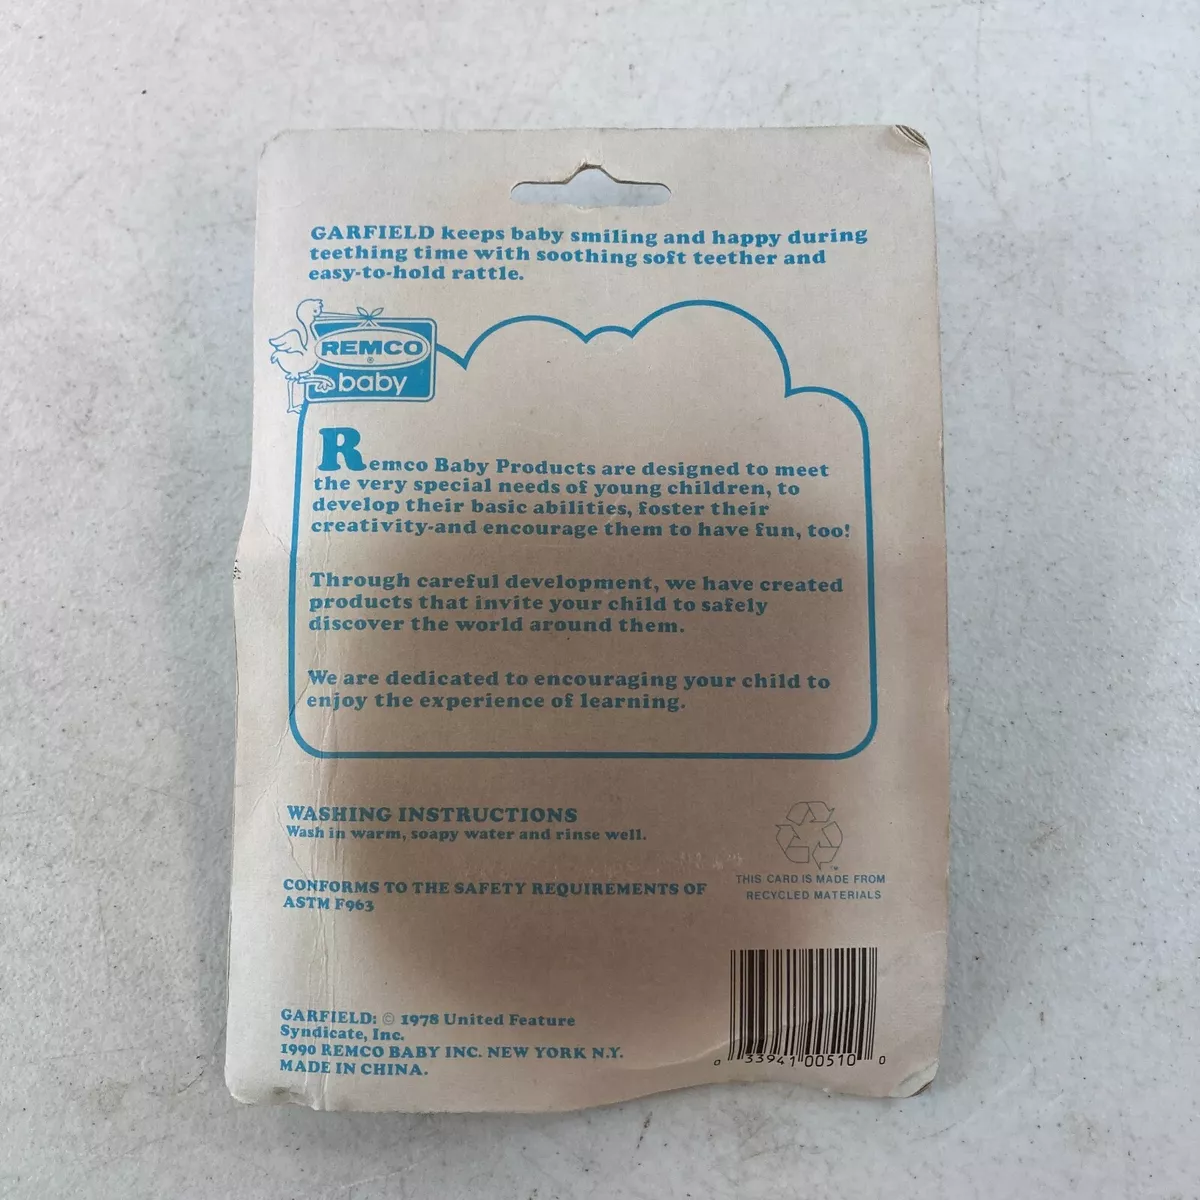 GARFIELD keeps baby smiling and happy during
teething time with soothing soft teether and
easy-to-hold rattle.
REMCO
®
baby
Remco Baby Products are designed to meet
the very special needs of young children, to
develop their basic abilities, foster their
creativity-and encourage them to have fun, too!
Through careful development, we have created
products that invite your child to safely
discover the world around them.
We are dedicated to encouraging your child to
enjoy the experience of learning.
WASHING INSTRUCTIONS
Wash in warm, soapy water and rinse well.
CONFORMS TO THE SAFETY REQUIREMENTS OF
ASTM F963
TM
THIS CARD IS MADE FROM
RECYCLED MATERIALS
GARFIELD: © 1978 United Feature
Syndicate, Inc.
1990 REMCO BABY INC. NEW YORK N.Y.
MADE IN CHINA.
0 33941 00510 0